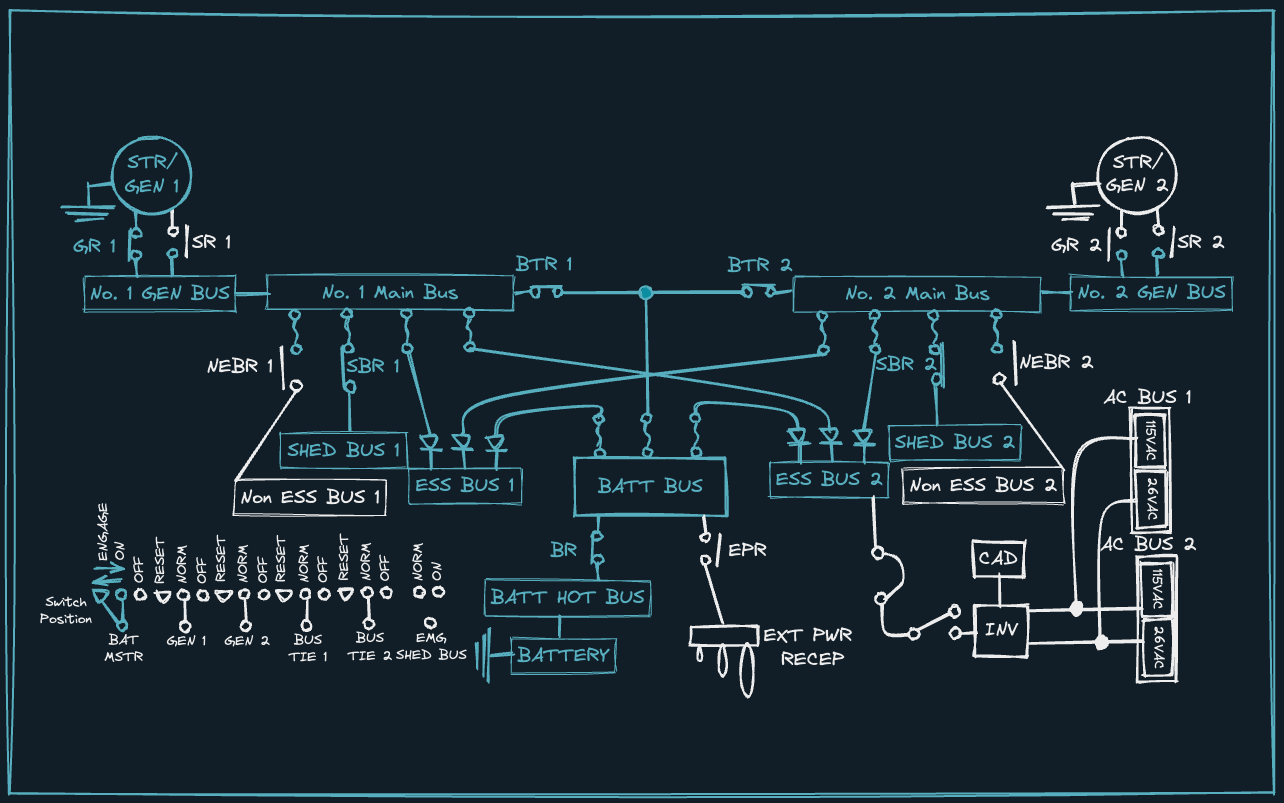 STR/
GEN 1
STR/
GEN 2
GR 1
SR 1
GR 2
SR 2
BTR 1
BTR 2
No. 1 GEN BUS
No. 1 Main Bus
No. 2 Main Bus
No. 2 GEN BUS
NEBR 1
SBR 1
SBR 2
NEBR 2
AC BUS 1
115VAC
26VAC
SHED BUS 1
SHED BUS 2
ESS BUS 1
BATT BUS
ESS BUS 2
Non ESS BUS 1
Non ESS BUS 2
AC BUS 2
115VAC
26VAC
BR
EPR
CAD
INV
BATT HOT BUS
BATTERY
EXT PWR
RECEP
ENGAGE
ON
OFF
RESET
NORM
OFF
RESET
NORM
OFF
RESET
NORM
OFF
RESET
NORM
OFF
NORM
ON
Switch
Position
BAT
MSTR
GEN 1
GEN 2
BUS
TIE 1
BUS
TIE 2
EMG
SHED BUS